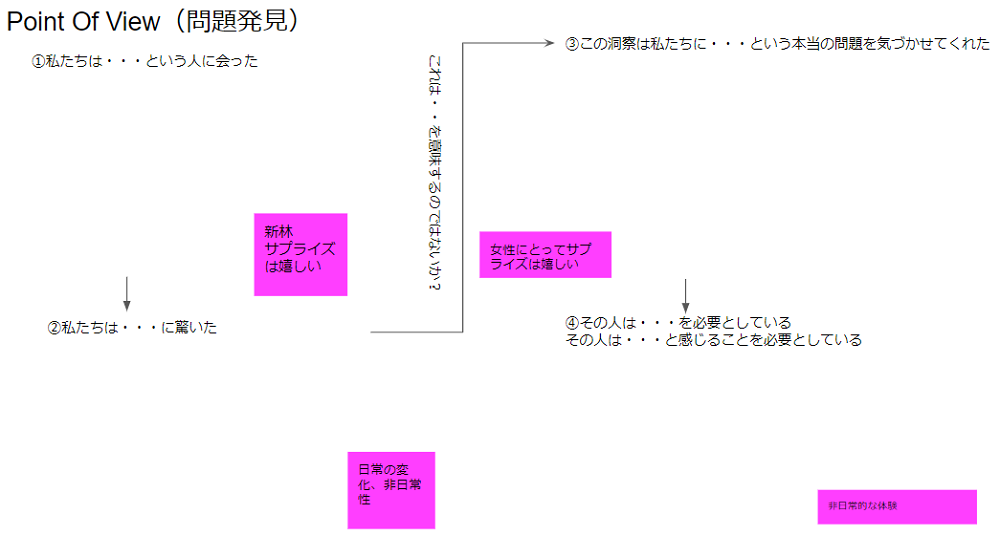 Point Of View（問題発見）
①私たちは・・・という人に会った
新林
サプライズ
は嬉しい
②私たちは・・・に驚いた
日常の変
化、非日常
性
これは・・を意味するのではないか？
③この洞察は私たちに・・・という本当の問題を気づかせてくれた
女性にとってサプ
ライズは嬉しい
④その人は・・・を必要としている
その人は・・・と感じることを必要としている
非日常的な体験